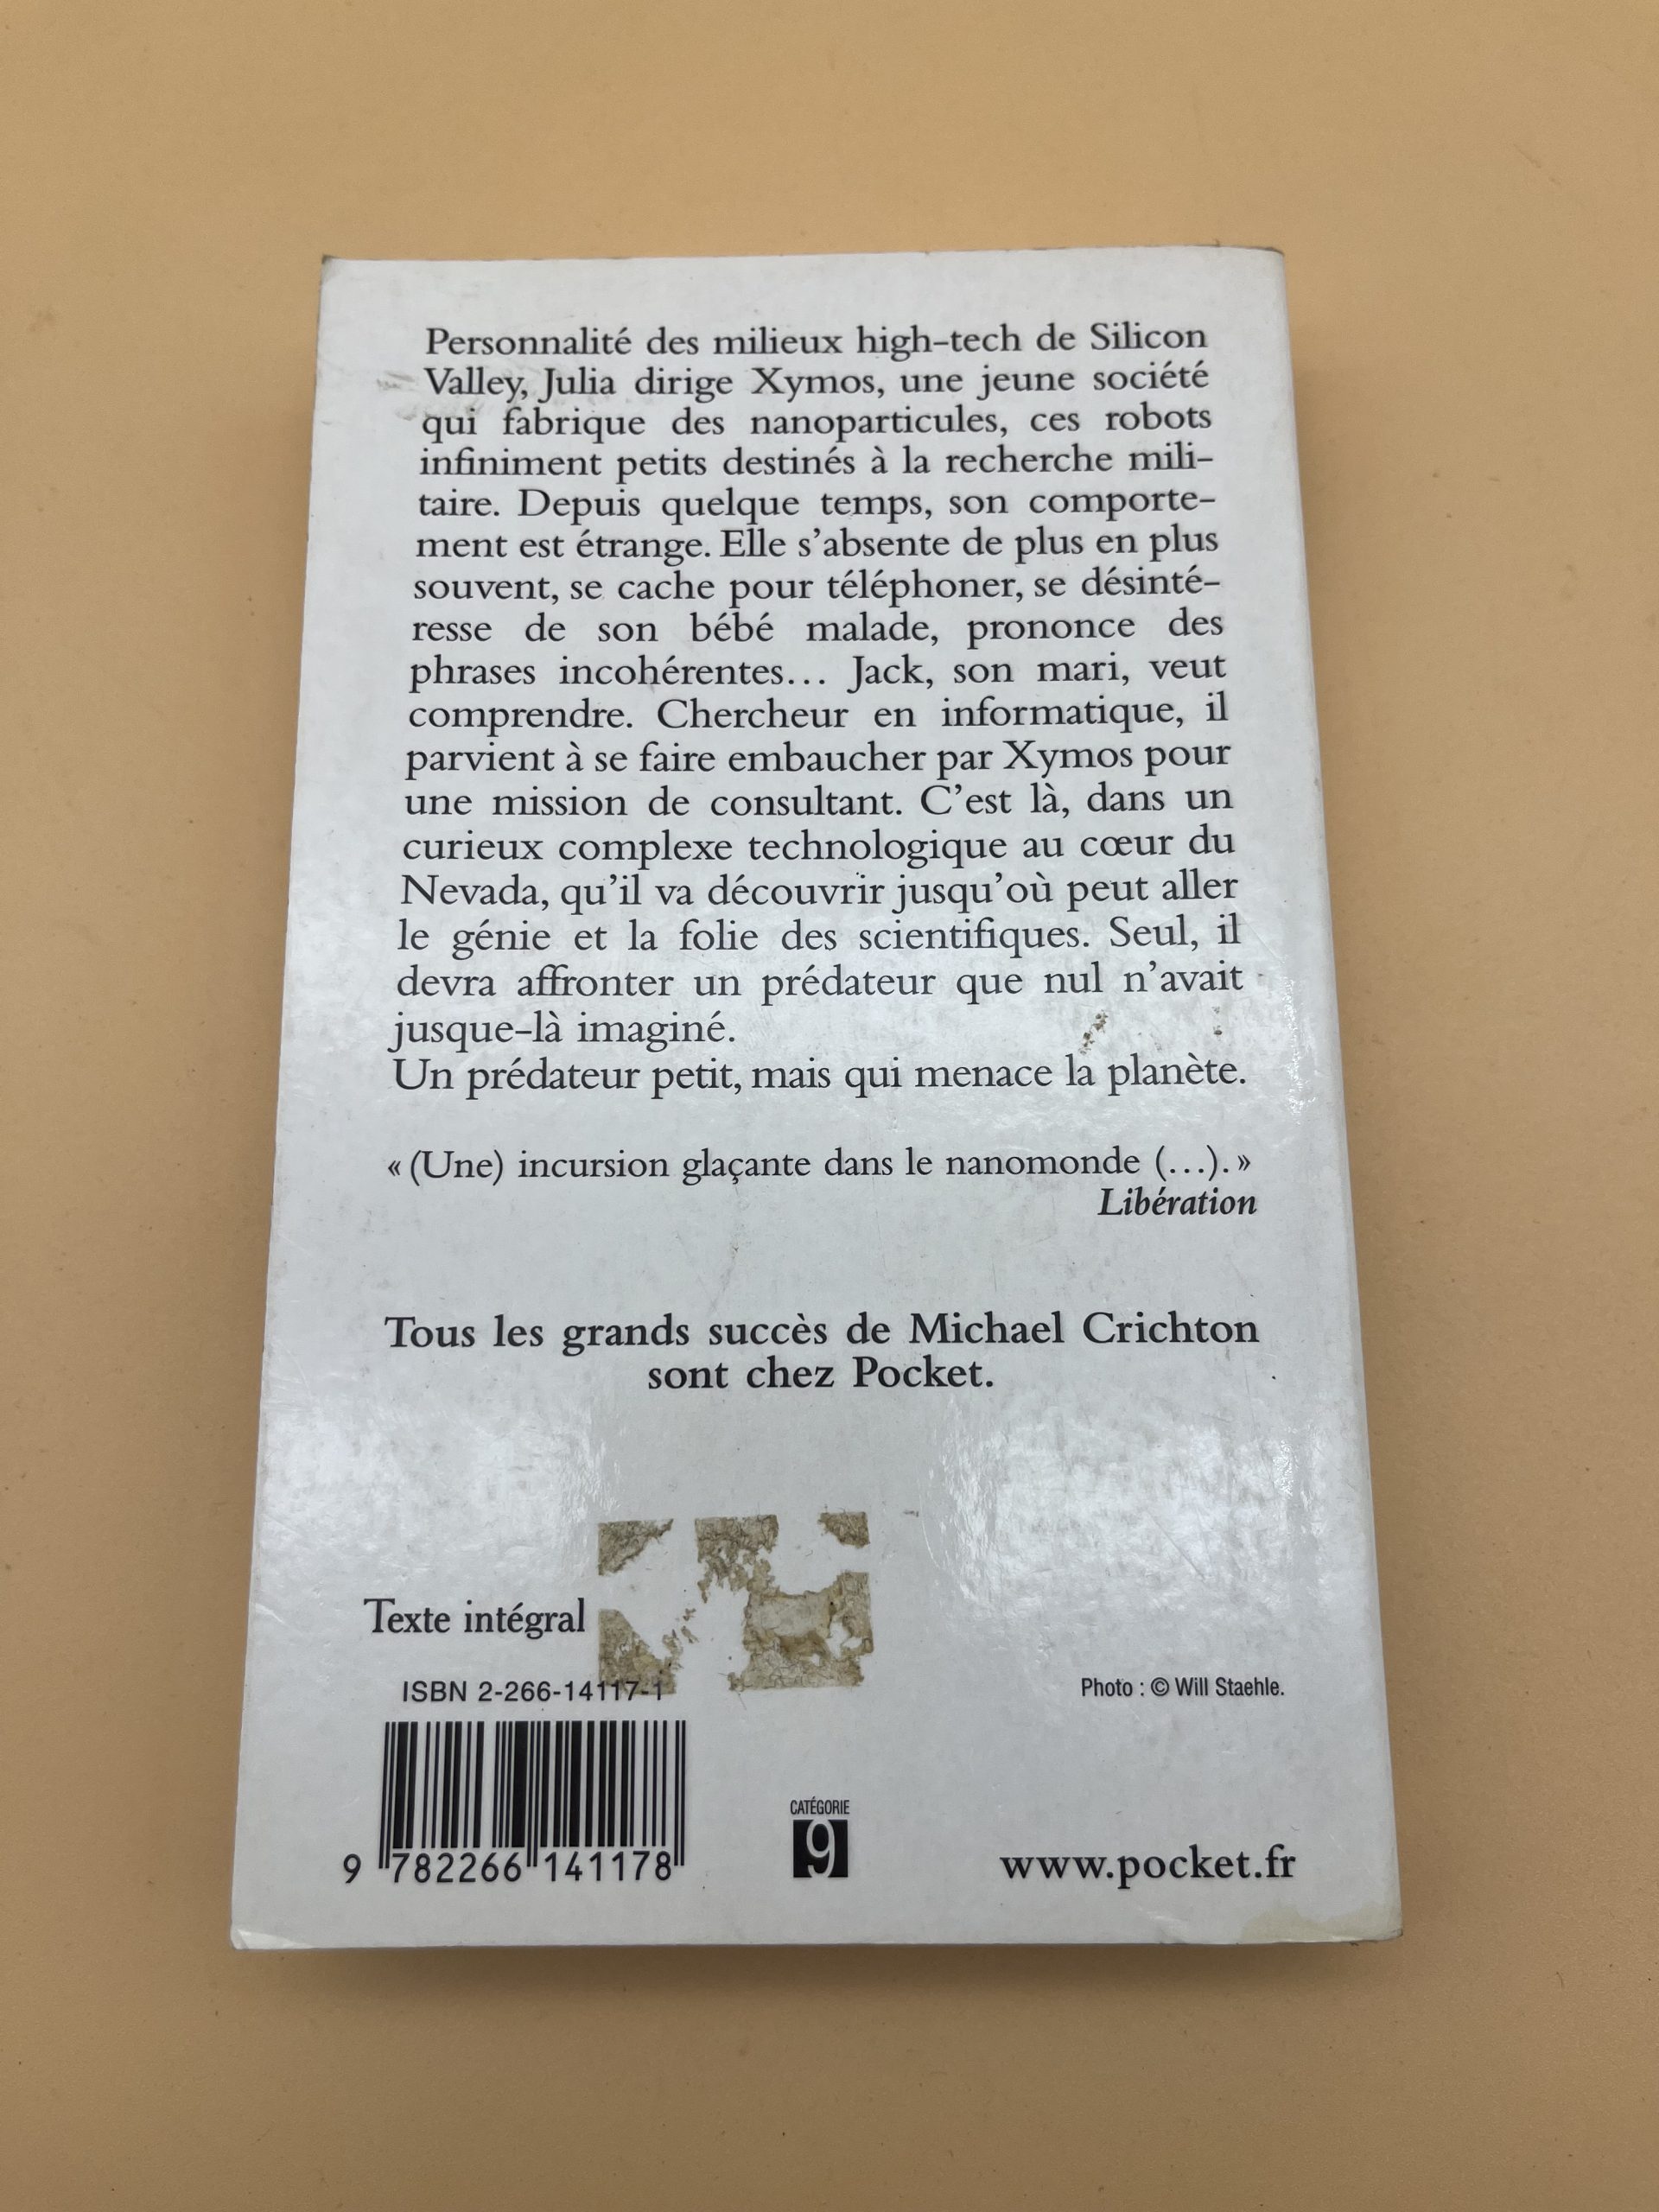 Personnalité des milieux high-tech de Silicon
Valley, Julia dirige Xymos, une jeune société
qui fabrique des nanoparticules, ces robots
infiniment petits destinés à la recherche mili-
taire. Depuis quelque temps, son comporte-
ment est étrange. Elle s'absente de plus en plus
souvent, se cache pour téléphoner, se désinté-
resse de son bébé malade, prononce des
phrases incohérentes… Jack, son mari, veut
comprendre. Chercheur en informatique, il
parvient à se faire embaucher par Xymos pour
une mission de consultant. C'est là, dans un
curieux complexe technologique au cœur du
Nevada, qu'il va découvrir jusqu'où peut aller
le génie et la folie des scientifiques. Seul, il
devra affronter un prédateur que nul n'avait
jusque-là imaginé.
Un prédateur petit, mais qui menace la planète.
« (Une) incursion glaçante dans le nanomonde (…). »
Libération
Tous les grands succès de Michael Crichton
sont chez Pocket.
Texte intégral
ISBN 2-266-14117-1
Photo : © Will Staehle.
9 782266 141178
CATÉGORIE
9
www.pocket.fr